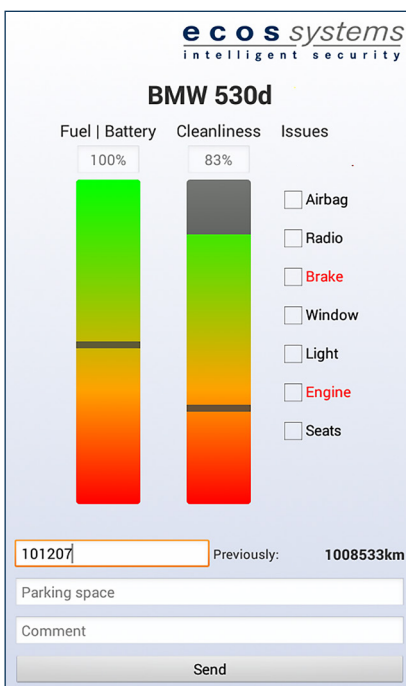 ecos systems
intelligent security
BMW 530d
Fuel | Battery Cleanliness Issues
100% 83%
Airbag
Radio
Brake
Window
Light
Engine
Seats
101207 Previously: 1008533km
Parking space
Comment
Send